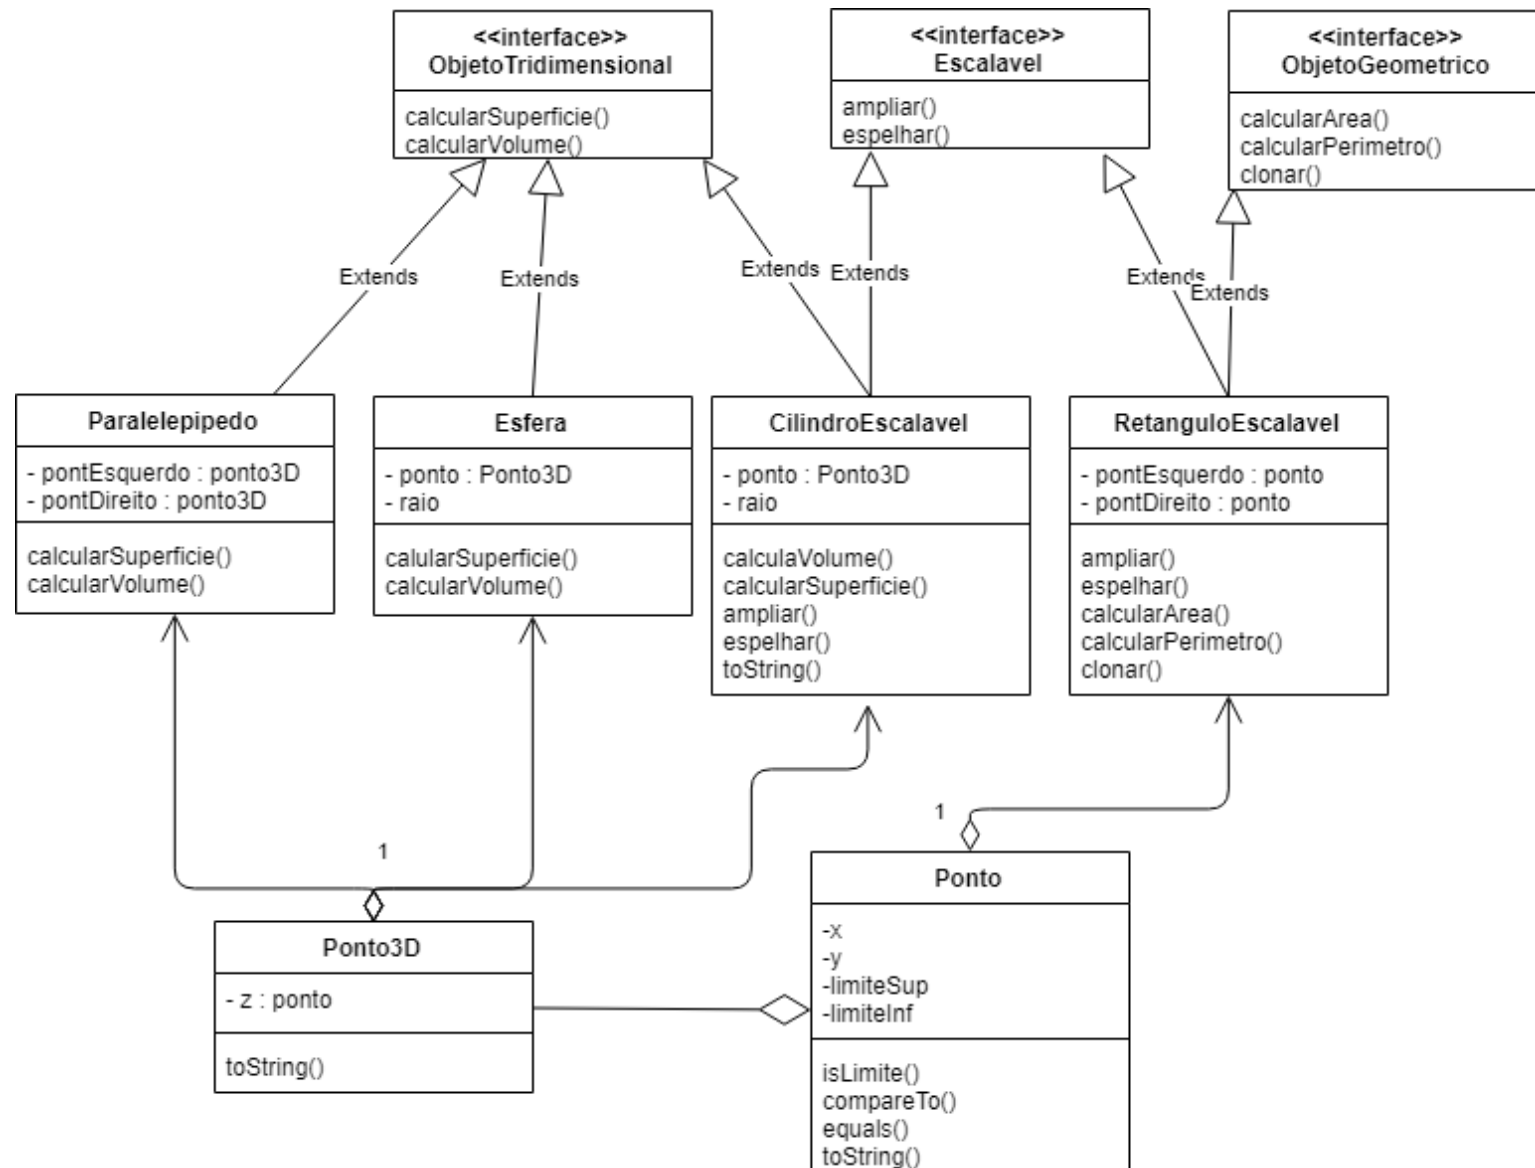 <<interface>>
ObjetoTridimensional
calcularSuperficie()
calcularVolume()
<<interface>>
Escalavel
ampliar()
espelhar()
<<interface>>
ObjetoGeometrico
calcularArea()
calcularPerimetro()
clonar()
Extends
Extends
Extends
Extends
Extends
Extends
Paralelepipedo
- pontEsquerdo : ponto3D
- pontDireito : ponto3D
calcularSuperficie()
calcularVolume()
Esfera
- ponto : Ponto3D
- raio
calularSuperficie()
calcularVolume()
CilindroEscalavel
- ponto : Ponto3D
- raio
calculaVolume()
calcularSuperficie()
ampliar()
espelhar()
toString()
RetanguloEscalavel
- pontEsquerdo : ponto
- pontDireito : ponto
ampliar()
espelhar()
calcularArea()
calcularPerimetro()
clonar()
1
1
Ponto3D
- z : ponto
toString()
Ponto
-x
-y
-limiteSup
-limiteInf
isLimite()
compareTo()
equals()
toString()